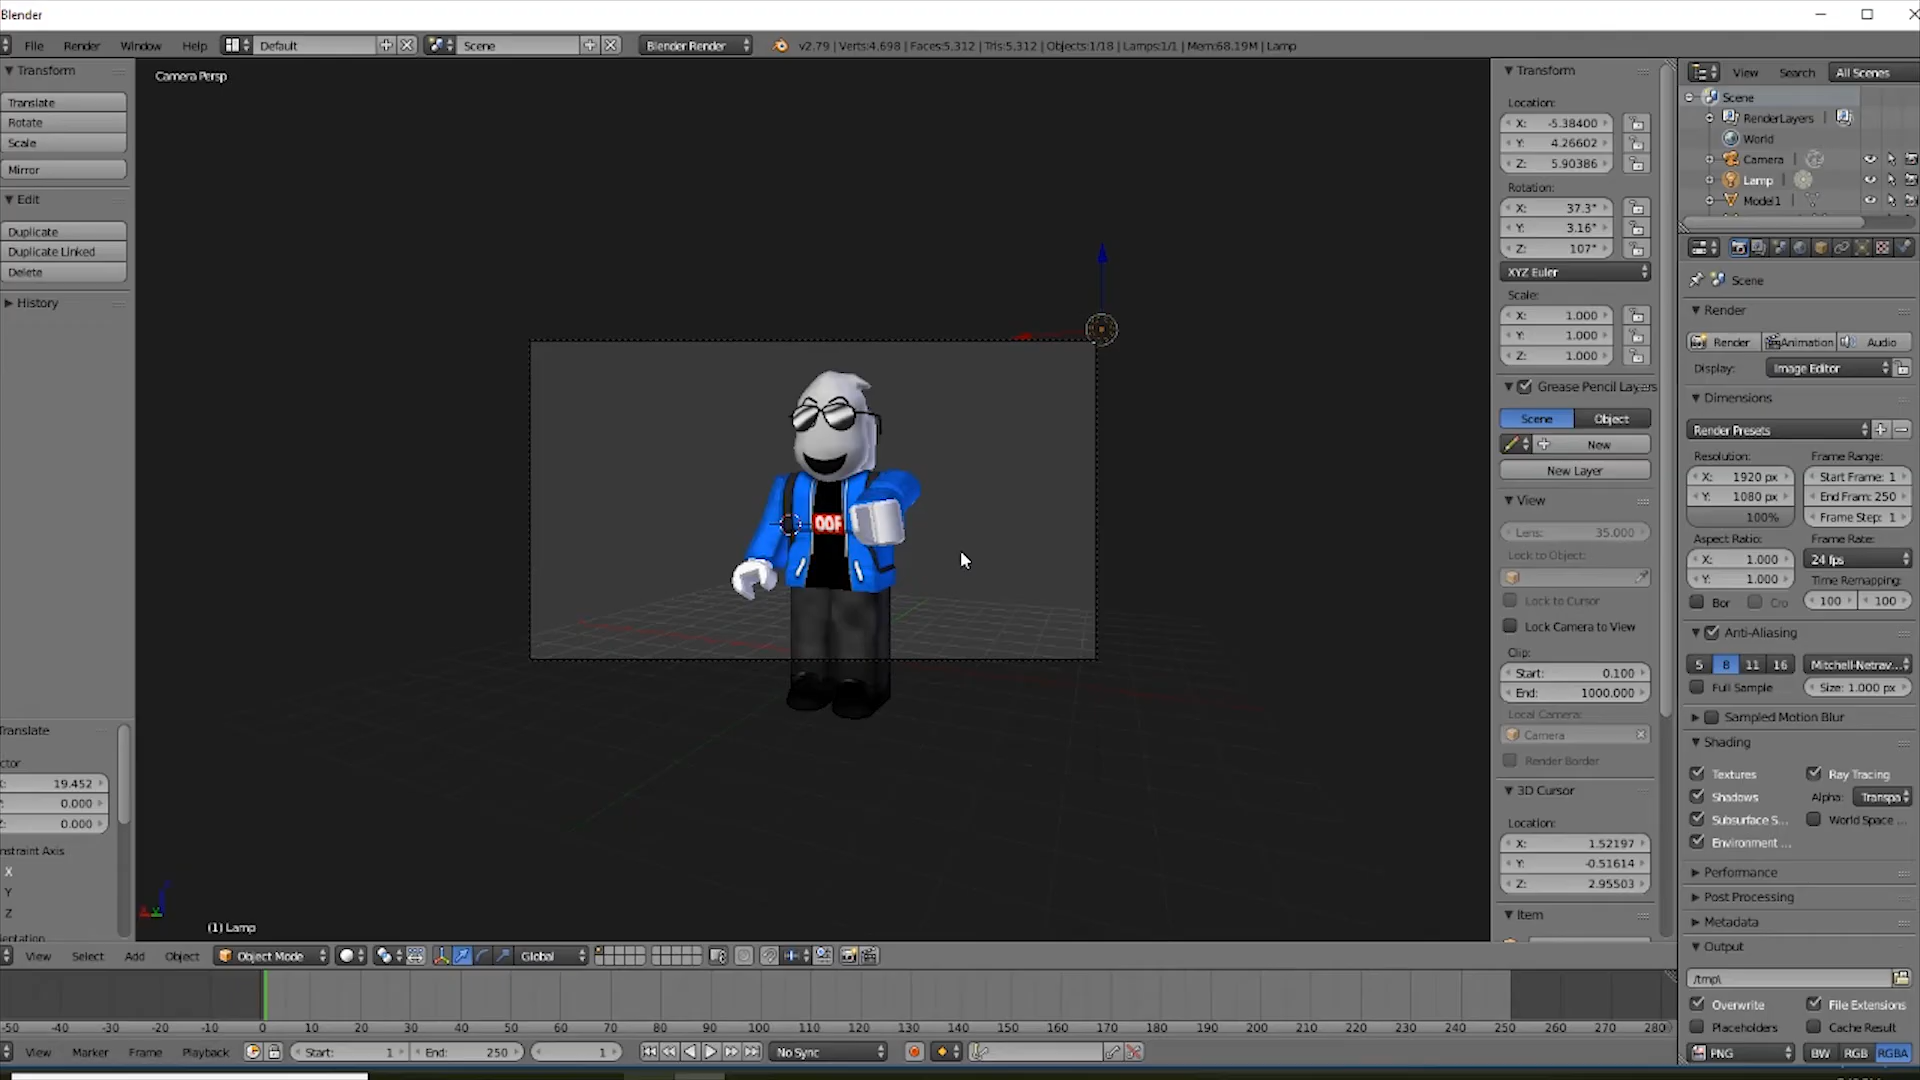 Blender
File Render Window Help Default Scene Blender Render v2.79 | Verts:4,698 | Faces:5,312 | Tris:5,312 | Objects:1/18 | Lamps:1/1 | Mem:68.19M | Lamp
Transform
Translate
Rotate
Scale
Mirror
Edit
Duplicate
Duplicate Linked
Delete
History
Translate
ctor
19.452
0.000
0.000
nstraint Axis
X
Y
Z
ientation
Camera Persp
OOF
(1) Lamp
Transform
Location:
X: -5.38400
Y: 4.26602
Z: 5.90386
Rotation:
X: 37.3°
Y: 3.16°
Z: 107°
XYZ Euler
Scale:
X: 1.000
Y: 1.000
Z: 1.000
Grease Pencil Layers
Scene Object
New
New Layer
View
Lens: 35.000
Lock to Object:
Lock to Cursor
Lock Camera to View
Clip:
Start: 0.100
End: 1000.000
Local Camera:
Camera
Render Border
3D Cursor
Location:
X: 1.52197
Y: -0.51614
Z: 2.95503
Item
View Search All Scenes
Scene
RenderLayers
World
Camera
Lamp
Model1
Scene
Render
Render Animation Audio
Display: Image Editor
Dimensions
Render Presets
Resolution: Frame Range:
X: 1920 px Start Frame: 1
Y: 1080 px End Fram: 250
100% Frame Step: 1
Aspect Ratio: Frame Rate:
X: 1.000 24 fps
Y: 1.000 Time Remapping:
Bor Cro 100 100
Anti-Aliasing
5 8 11 16 Mitchell-Netrav...
Full Sample Size: 1.000 px
Sampled Motion Blur
Shading
Textures Ray Tracing
Shadows Alpha: Transpa
Subsurface S... World Space ...
Environment ...
Performance
Post Processing
Metadata
Output
/tmp\
Overwrite File Extensions
Placeholders Cache Result
PNG BW RGB RGBA
View Select Add Object Object Mode Global
-50 -40 -30 -20 -10 0 10 20 30 40 50 60 70 80 90 100 110 120 130 140 150 160 170 180 190 200 210 220 230 240 250 260 270 280
View Marker Frame Playback Start: 1 End: 250 1 No Sync